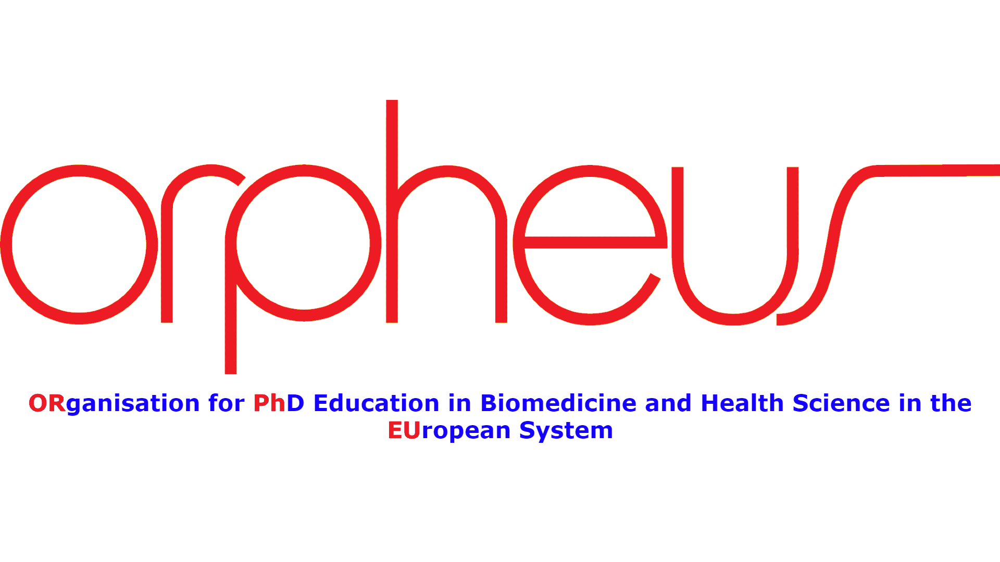 orpheus
ORganisation for PhD Education in Biomedicine and Health Science in the
EUropean System